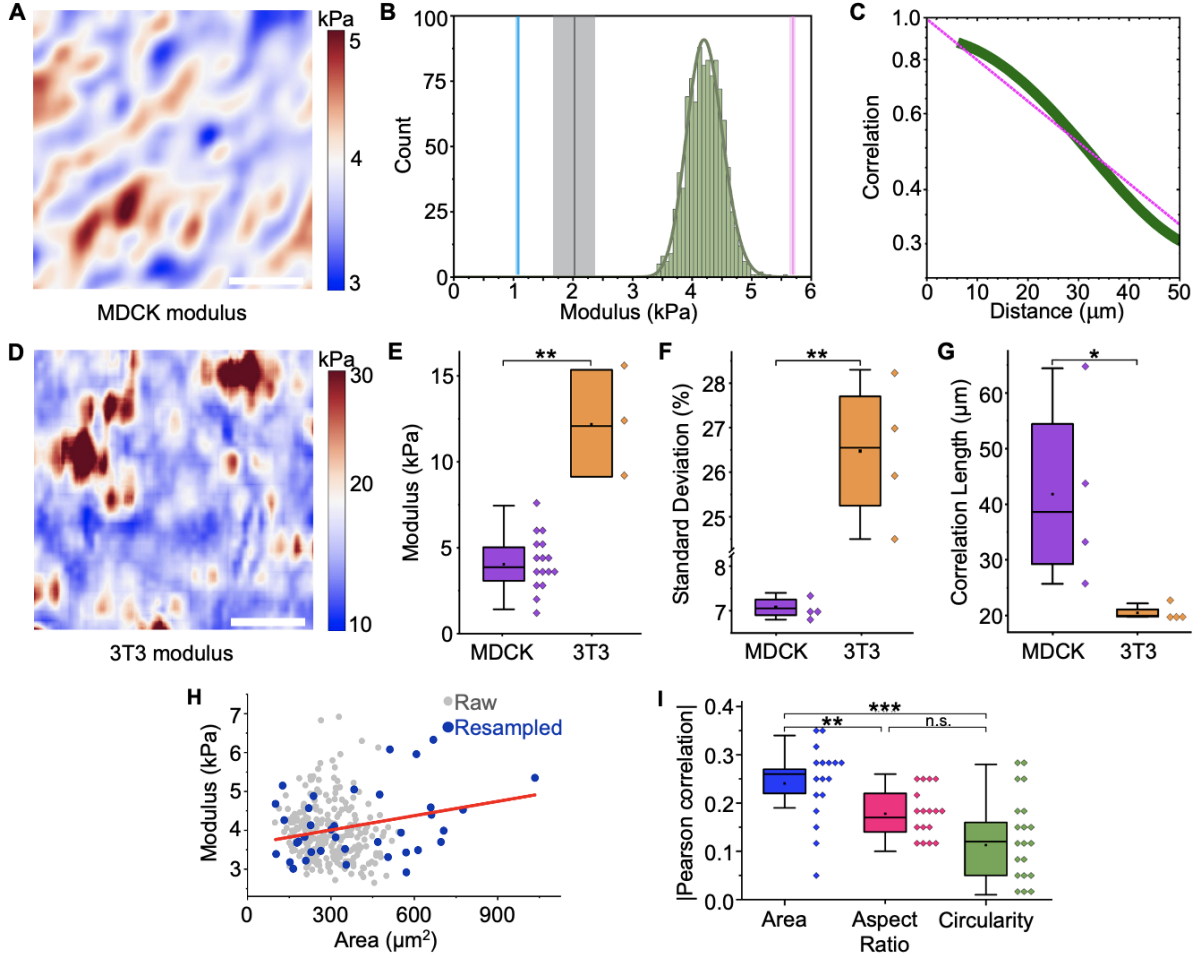 A
kPa
5
4
3
MDCK modulus
B
100
75
50
25
0
Count
0 1 2 3 4 5 6
Modulus (kPa)
C
1.0
0.8
0.6
0.4
0.3
Correlation
0 10 20 30 40 50
Distance (µm)
D
kPa
30
20
10
3T3 modulus
E
**
15
10
5
0
Modulus (kPa)
MDCK 3T3
F
**
28
27
26
25
8
7
Standard Deviation (%)
MDCK 3T3
G
*
60
50
40
30
20
Correlation Length (µm)
MDCK 3T3
H
Raw
Resampled
7
6
5
4
3
Modulus (kPa)
0 300 600 900
Area (µm²)
I
***
** n.s.
0.4
0.3
0.2
0.1
0.0
|Pearson correlation|
Area Aspect Circularity
Ratio